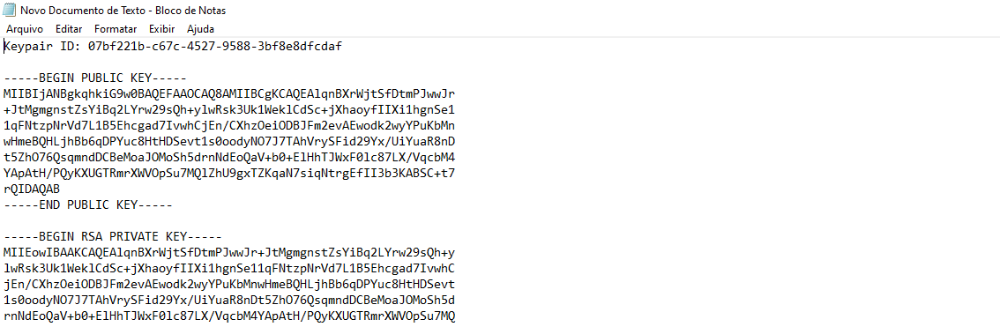 Novo Documento de Texto - Bloco de Notas
Arquivo Editar Formatar Exibir Ajuda
Keypair ID: 07bf221b-c67c-4527-9588-3bf8e8dfcdaf
-----BEGIN PUBLIC KEY-----
MIIBIjANBgkqhkiG9w0BAQEFAAOCAQ8AMIIBCgKCAQEAlqnBXrWjtSfDtmPJwwJr
+JtMgmgnstZsYiBq2LYrw29sQh+ylwRsk3Uk1WeklCdSc+jXhaoyfIIXi1hgnSe1
1qFNtzpNrVd7L1B5Ehcgad7IvwhCjEn/CXhzOeiODBJFm2evAEwodk2wyYPuKbMn
wHmeBQHLjhBb6qDPYuc8HtHDSevt1s0oodyNO7J7TAhVrySFid29Yx/UiYuaR8nD
t5ZhO76QsqmndDCBeMoaJOMoSh5drnNdEoQaV+b0+ElHhTJWxF0lc87LX/VqcbM4
YApAtH/PQyKXUGTRmrXWVOpSu7MQlZhU9gxTZKqaN7siqNtrgEfII3b3KABSC+t7
rQIDAQAB
-----END PUBLIC KEY-----
-----BEGIN RSA PRIVATE KEY-----
MIIEowIBAAKCAQEAlqnBXrWjtSfDtmPJwwJr+JtMgmgnstZsYiBq2LYrw29sQh+y
lwRsk3Uk1WeklCdSc+jXhaoyfIIXi1hgnSe11qFNtzpNrVd7L1B5Ehcgad7IvwhC
jEn/CXhzOeiODBJFm2evAEwodk2wyYPuKbMnwHmeBQHLjhBb6qDPYuc8HtHDSevt
1s0oodyNO7J7TAhVrySFid29Yx/UiYuaR8nDt5ZhO76QsqmndDCBeMoaJOMoSh5d
rnNdEoQaV+b0+ElHhTJWxF0lc87LX/VqcbM4YApAtH/PQyKXUGTRmrXWVOpSu7MQ